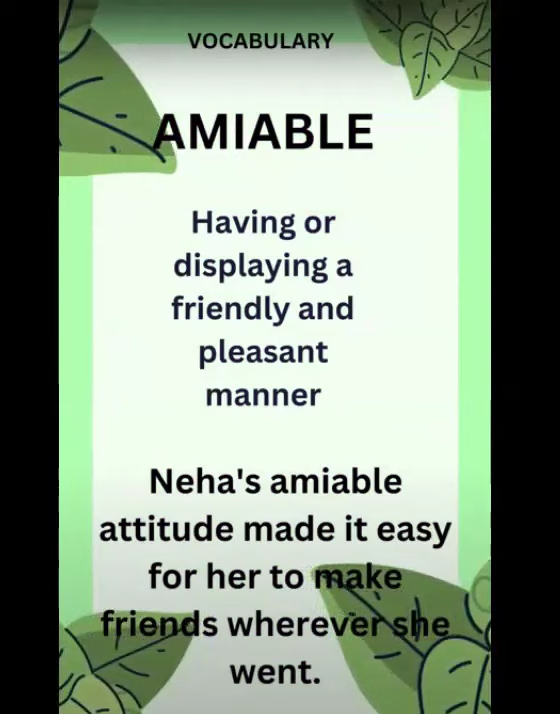 VOCABULARY
AMIABLE
Having or
displaying a
friendly and
pleasant
manner
Neha's amiable
attitude made it easy
for her to make
friends wherever she
went.